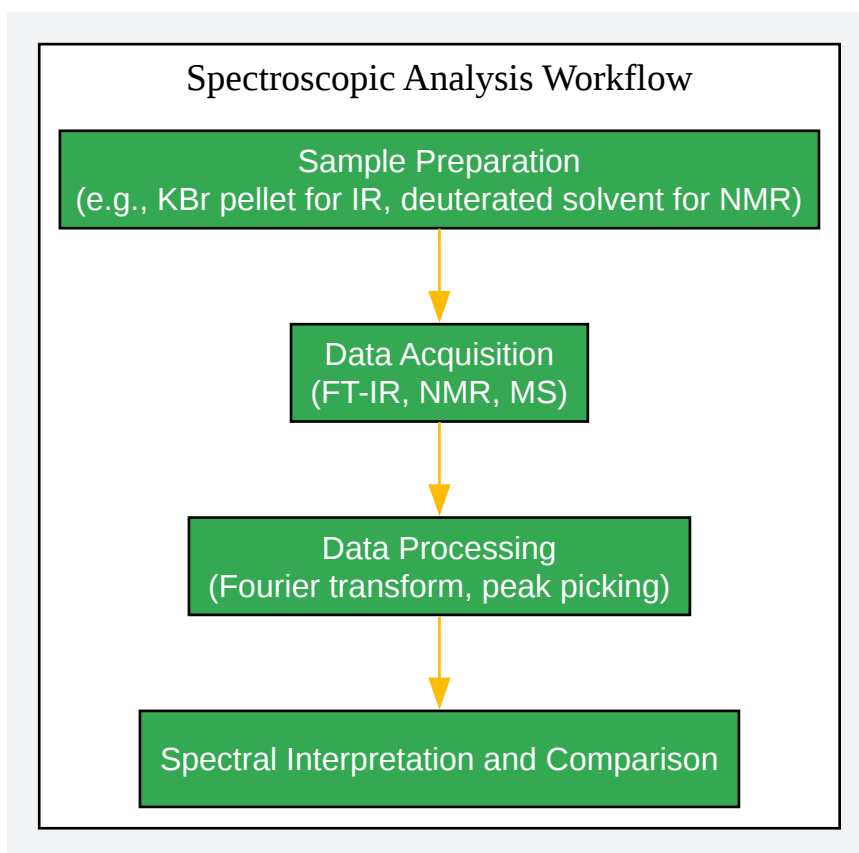 Spectroscopic Analysis Workflow
Sample Preparation
(e.g., KBr pellet for IR, deuterated solvent for NMR)
Data Acquisition
(FT-IR, NMR, MS)
Data Processing
(Fourier transform, peak picking)
Spectral Interpretation and Comparison